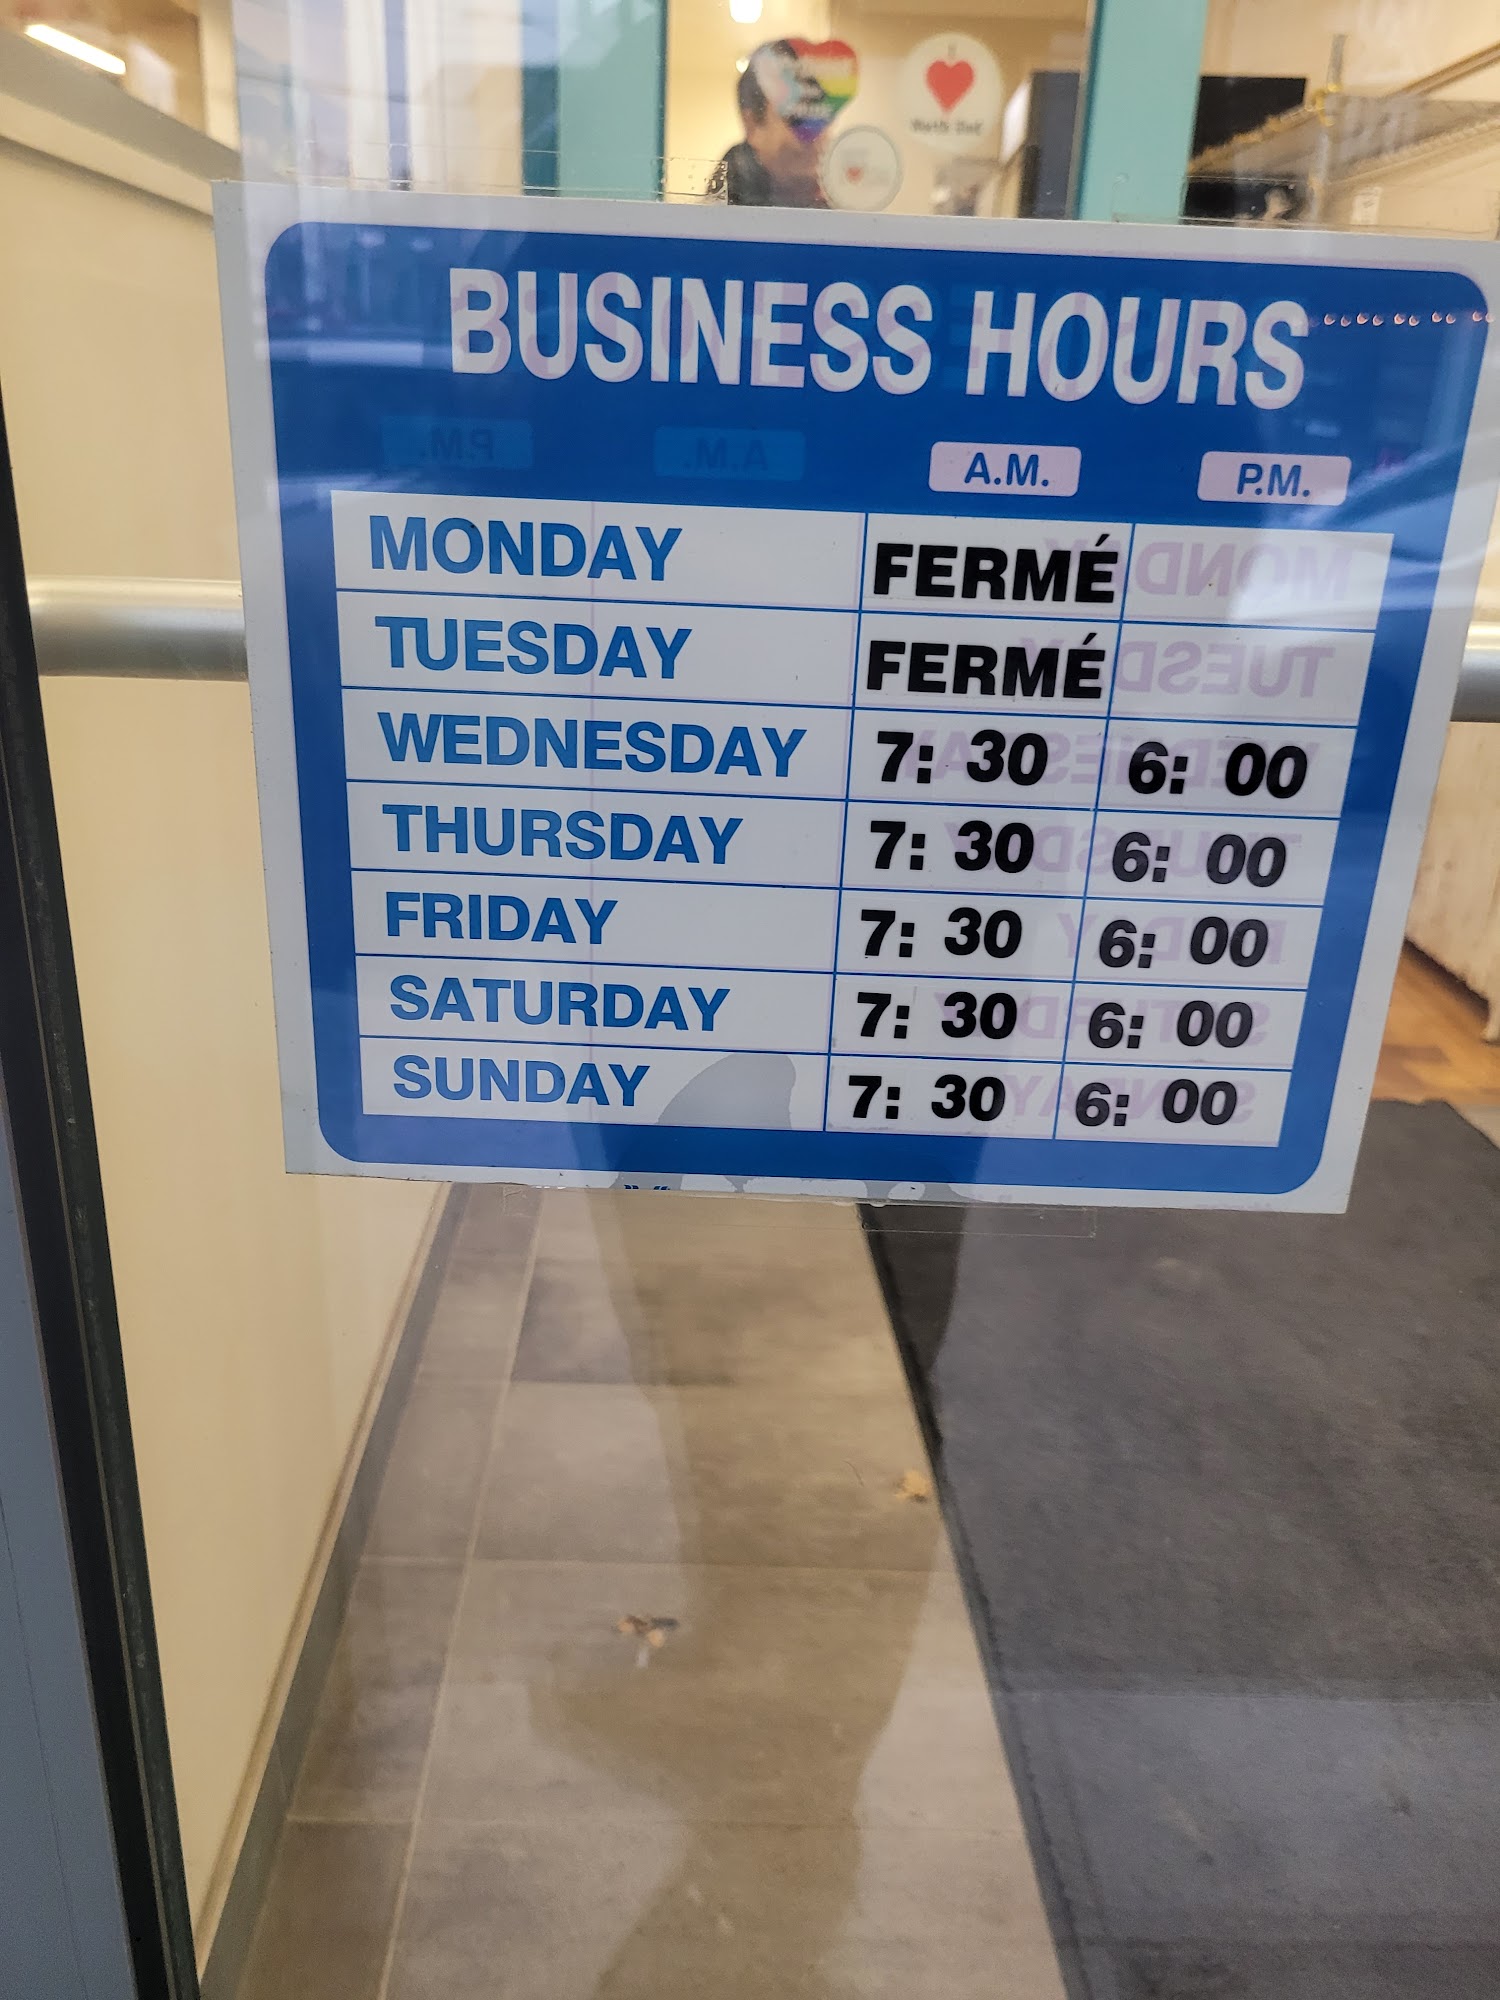 I
BUSINESS HOURS
A.M. P.M.
MONDAY FERMÉ
TUESDAY FERMÉ
WEDNESDAY 7: 30 6: 00
THURSDAY 7: 30 6: 00
FRIDAY 7: 30 6: 00
SATURDAY 7: 30 6: 00
SUNDAY 7: 30 6: 00